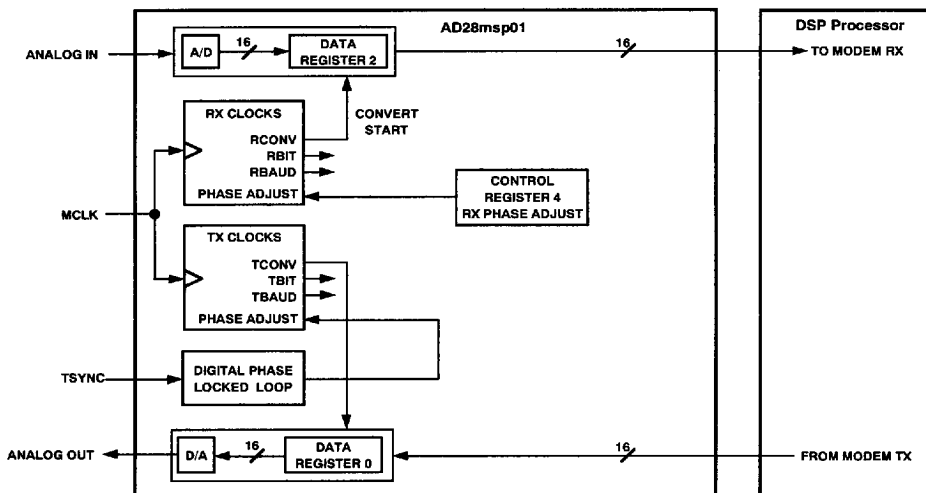 AD28msp01
DSP Processor
ANALOG IN
A/D
16
DATA
REGISTER 2
16
TO MODEM RX
RX CLOCKS
CONVERT
START
RCONV
RBIT
RBAUD
PHASE ADJUST
CONTROL
REGISTER 4
RX PHASE ADJUST
MCLK
TX CLOCKS
TCONV
TBIT
TBAUD
PHASE ADJUST
TSYNC
DIGITAL PHASE
LOCKED LOOP
ANALOG OUT
D/A
16
DATA
REGISTER 0
16
FROM MODEM TX